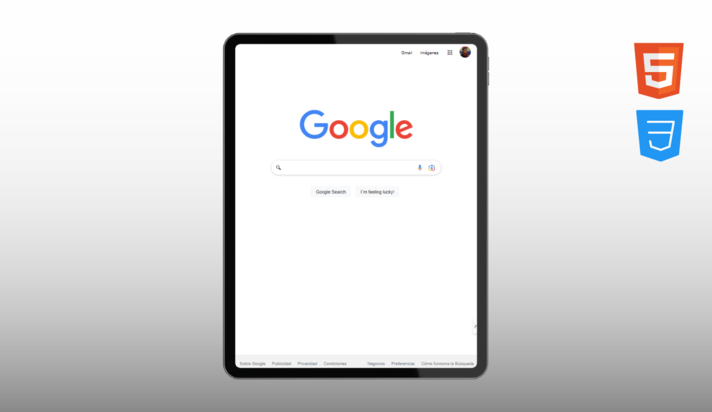 Gmail Imágenes
Google
Google Search I'm feeling lucky!
Sobre Google Publicidad Privacidad Condiciones Negocios Preferencias Cómo funciona la Búsqueda
5
3